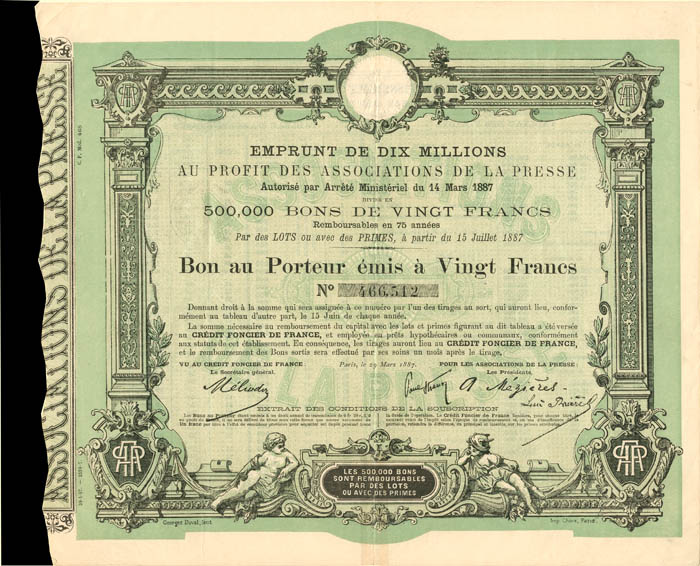 ASSOCIATIONS DE LA PRESSE
EMPRUNT DE DIX MILLIONS
AU PROFIT DES ASSOCIATIONS DE LA PRESSE
Autorisé par Arrêté Ministériel du 14 Mars 1887
DIVISÉ EN
500,000 BONS DE VINGT FRANCS
Remboursables en 75 années
Par des LOTS ou avec des PRIMES, à partir du 15 Juillet 1887
Bon au Porteur émis à Vingt Francs
No 466,512
Donnant droit à la somme qui sera assignée à ce numéro par l'un des tirages au sort, qui auront lieu, confor-
mément au tableau d'autre part, le 15 Juin de chaque année.
La somme nécessaire au remboursement du capital avec les lots et primes figurant au dit tableau a été versée
au CRÉDIT FONCIER DE FRANCE, et employée en prêts hypothécaires ou communaux, conformément
aux statuts de cet établissement. En conséquence, les tirages auront lieu au CRÉDIT FONCIER DE FRANCE,
et le remboursement des Bons sortis sera effectué par ses soins un mois après le tirage.
VU AU CRÉDIT FONCIER DE FRANCE: Paris, le 29 Mars 1887. POUR LES ASSOCIATIONS DE LA PRESSE:
Le Secrétaire général, Les Présidents,
A. Mézières
EXTRAIT DES CONDITIONS DE LA SOUSCRIPTION
LES 500,000 BONS
SONT REMBOURSABLES
PAR DES LOTS
OU AVEC DES PRIMES
Georges Duval, inv.
Imp. Chaix, Paris.